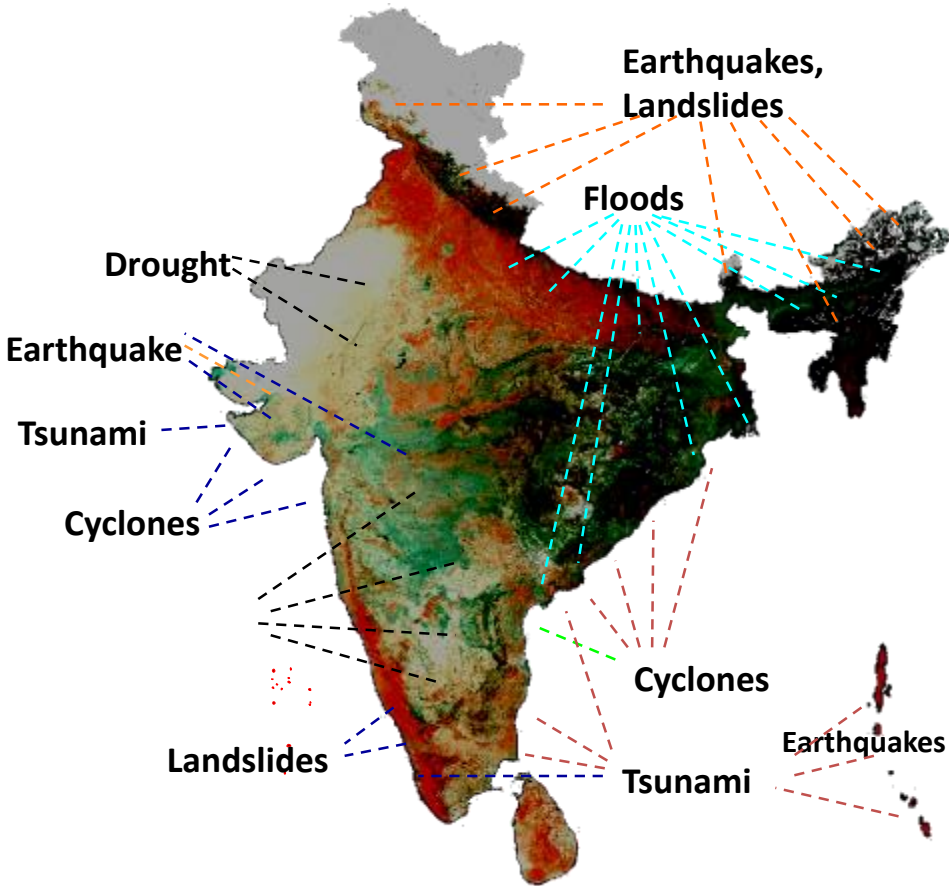 Earthquakes,
Landslides
Floods
Drought
Earthquake
Tsunami
Cyclones
Cyclones
Earthquakes
Landslides
Tsunami